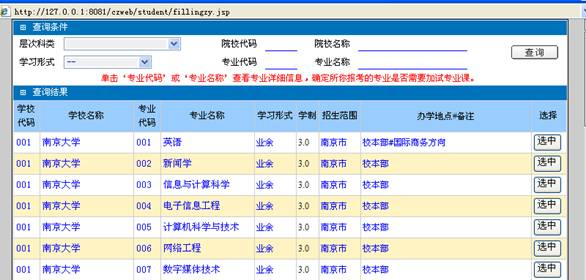 http://127.0.0.1:8081/czweb/student/fillingzy.jsp
查询条件
层次科类 院校代码 院校名称 查询
学习形式 -- 专业代码 专业名称
单击‘专业代码’或‘专业名称’查看专业详细信息，确定所你报考的专业是否需要加试专业课。
查询结果
学校代码 学校名称 专业代码 专业名称 学习形式 学制 招生范围 办学地点#备注 选择
001 南京大学 001 英语 业余 3.0 南京市 校本部#国际商务方向 选中
001 南京大学 002 新闻学 业余 3.0 南京市 校本部 选中
001 南京大学 003 信息与计算科学 业余 3.0 南京市 校本部 选中
001 南京大学 004 电子信息工程 业余 3.0 南京市 校本部 选中
001 南京大学 005 计算机科学与技术 业余 3.0 南京市 校本部 选中
001 南京大学 006 网络工程 业余 3.0 南京市 校本部 选中
001 南京大学 007 数字媒体技术 业余 3.0 南京市 校本部 选中